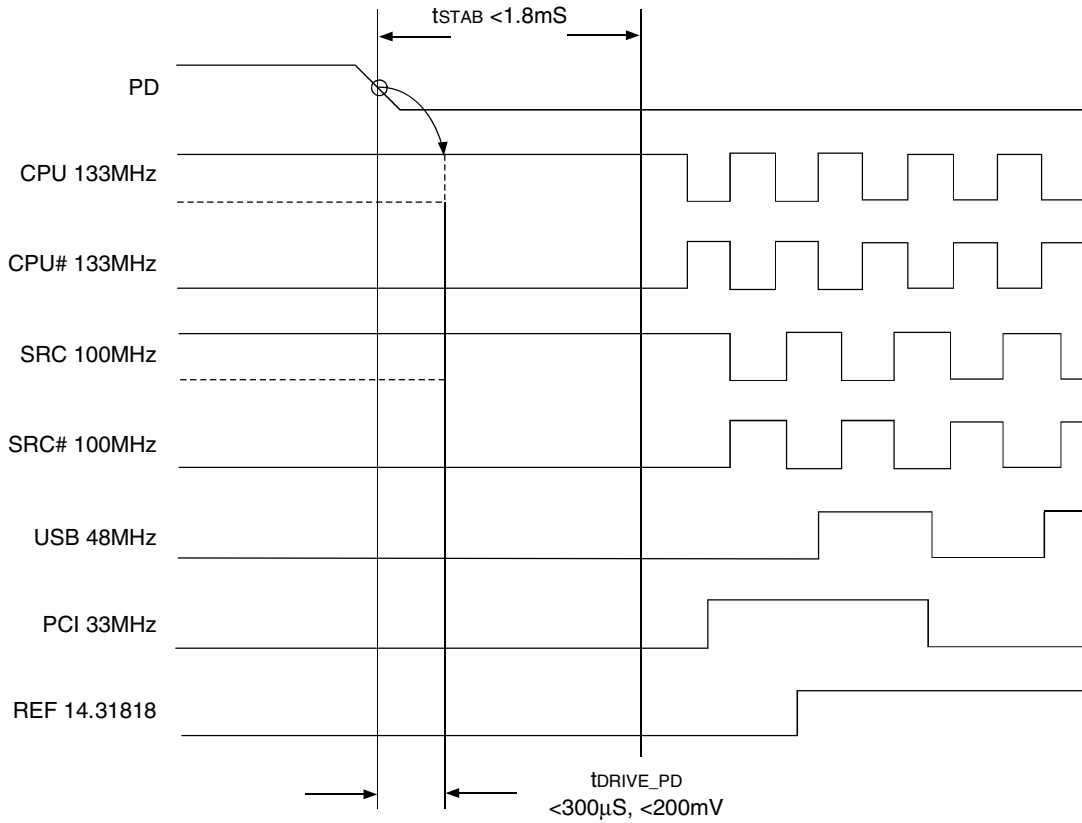 tSTAB <1.8mS
PD
CPU 133MHz
CPU# 133MHz
SRC 100MHz
SRC# 100MHz
USB 48MHz
PCI 33MHz
REF 14.31818
tDRIVE_PD
<300µS, <200mV